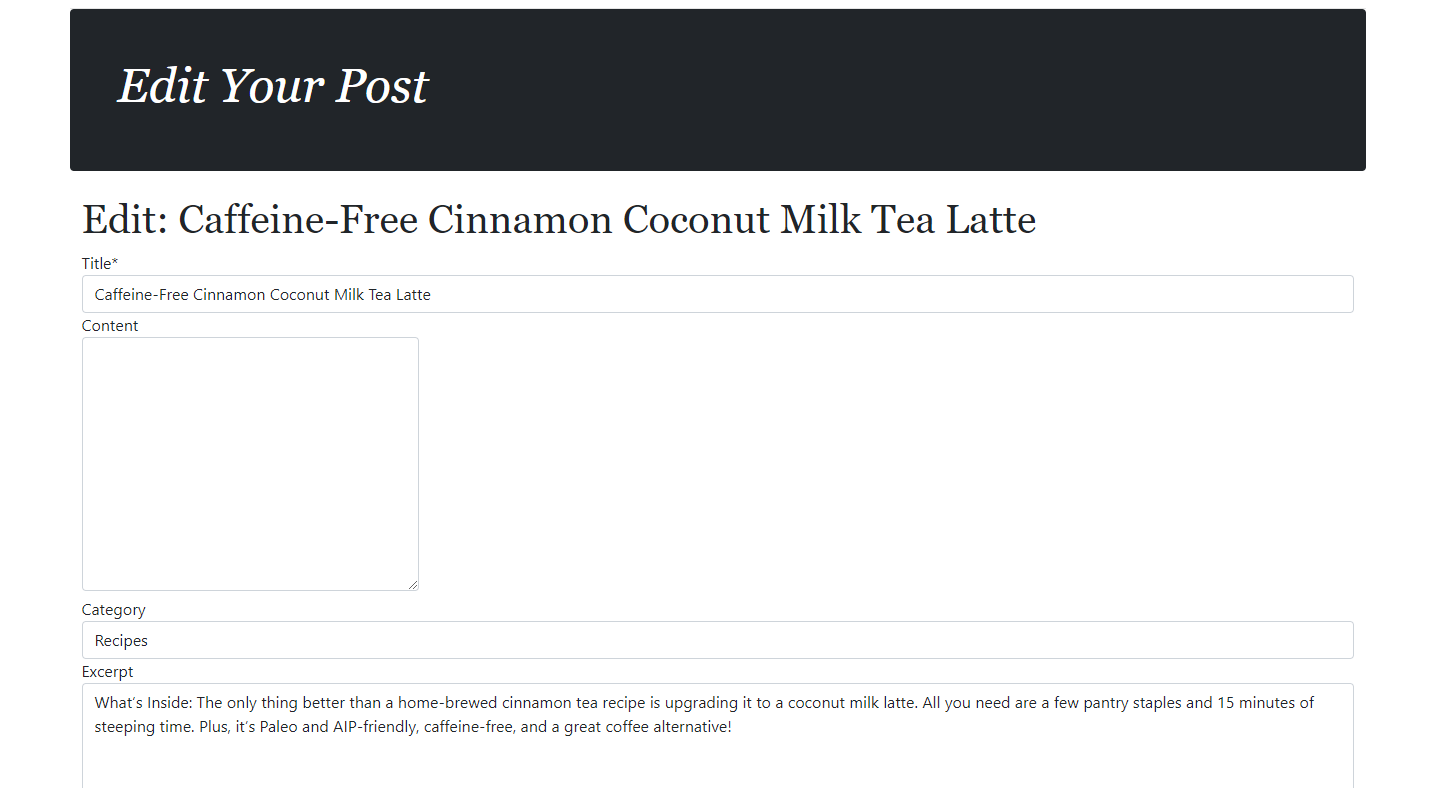 Edit Your Post
Edit: Caffeine-Free Cinnamon Coconut Milk Tea Latte
Title*
Caffeine-Free Cinnamon Coconut Milk Tea Latte
Content
Category
Recipes
Excerpt
What’s Inside: The only thing better than a home-brewed cinnamon tea recipe is upgrading it to a coconut milk latte. All you need are a few pantry staples and 15 minutes of
steeping time. Plus, it’s Paleo and AIP-friendly, caffeine-free, and a great coffee alternative!